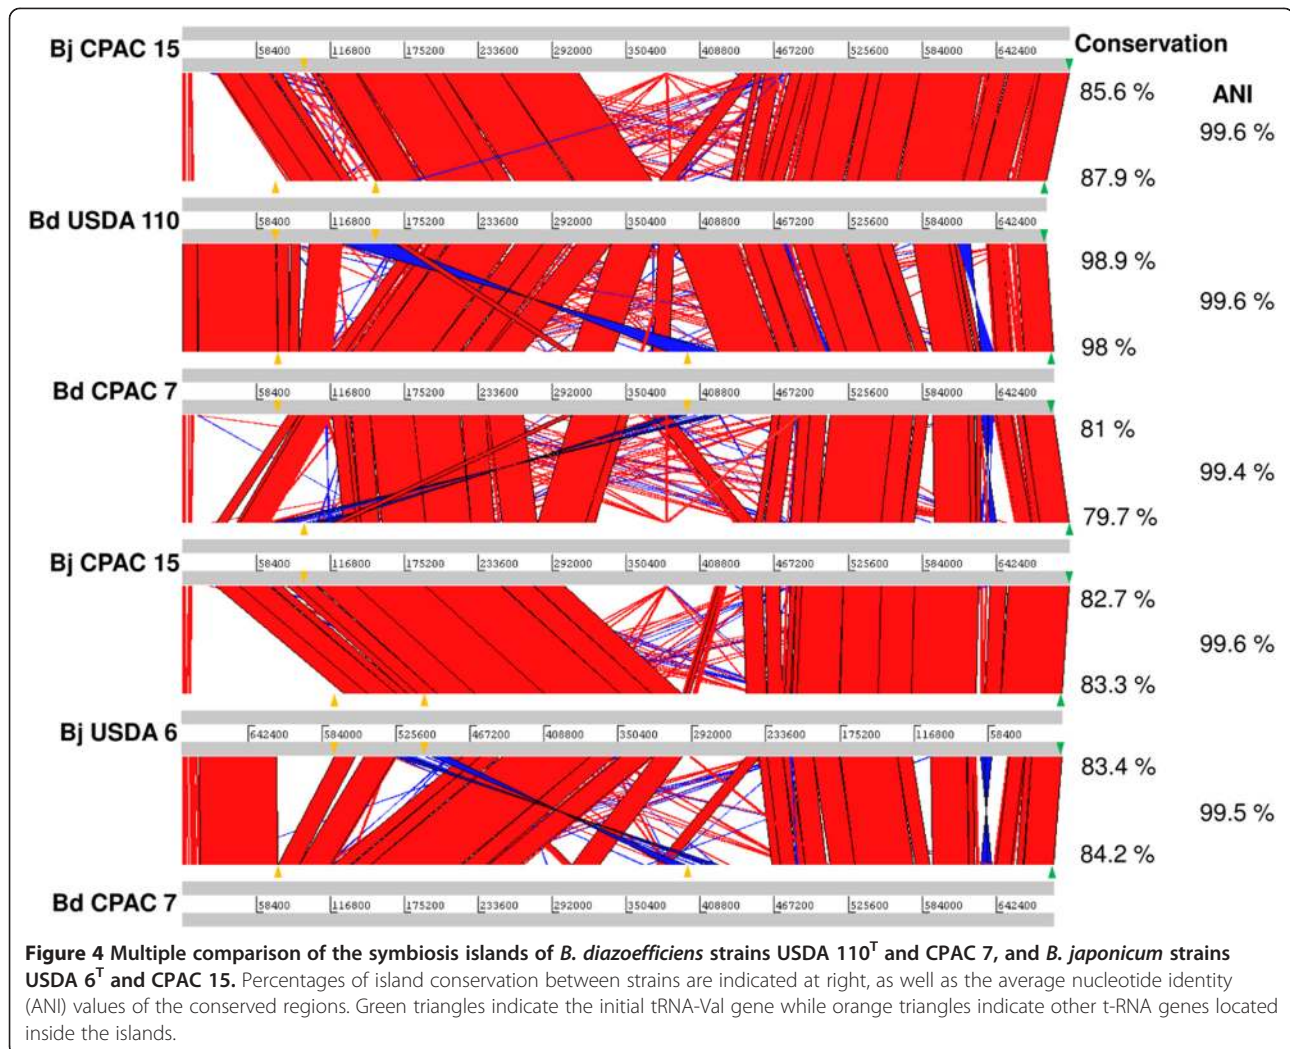 Bj CPAC 15
58400 116800 175200 233600 292000 350400 408800 467200 525600 584000 642400
Conservation
85.6 %
ANI
99.6 %
87.9 %
Bd USDA 110
58400 116800 175200 233600 292000 350400 408800 467200 525600 584000 642400
98.9 %
99.6 %
98 %
Bd CPAC 7
58400 116800 175200 233600 292000 350400 408800 467200 525600 584000 642400
81 %
99.4 %
79.7 %
Bj CPAC 15
58400 116800 175200 233600 292000 350400 408800 467200 525600 584000 642400
82.7 %
99.6 %
83.3 %
Bj USDA 6
642400 584000 525600 467200 408800 350400 292000 233600 175200 116800 58400
83.4 %
99.5 %
84.2 %
Bd CPAC 7
58400 116800 175200 233600 292000 350400 408800 467200 525600 584000 642400
Figure 4 Multiple comparison of the symbiosis islands of B. diazoefficiens strains USDA 110T and CPAC 7, and B. japonicum strains
USDA 6T and CPAC 15. Percentages of island conservation between strains are indicated at right, as well as the average nucleotide identity
(ANI) values of the conserved regions. Green triangles indicate the initial tRNA-Val gene while orange triangles indicate other t-RNA genes located
inside the islands.